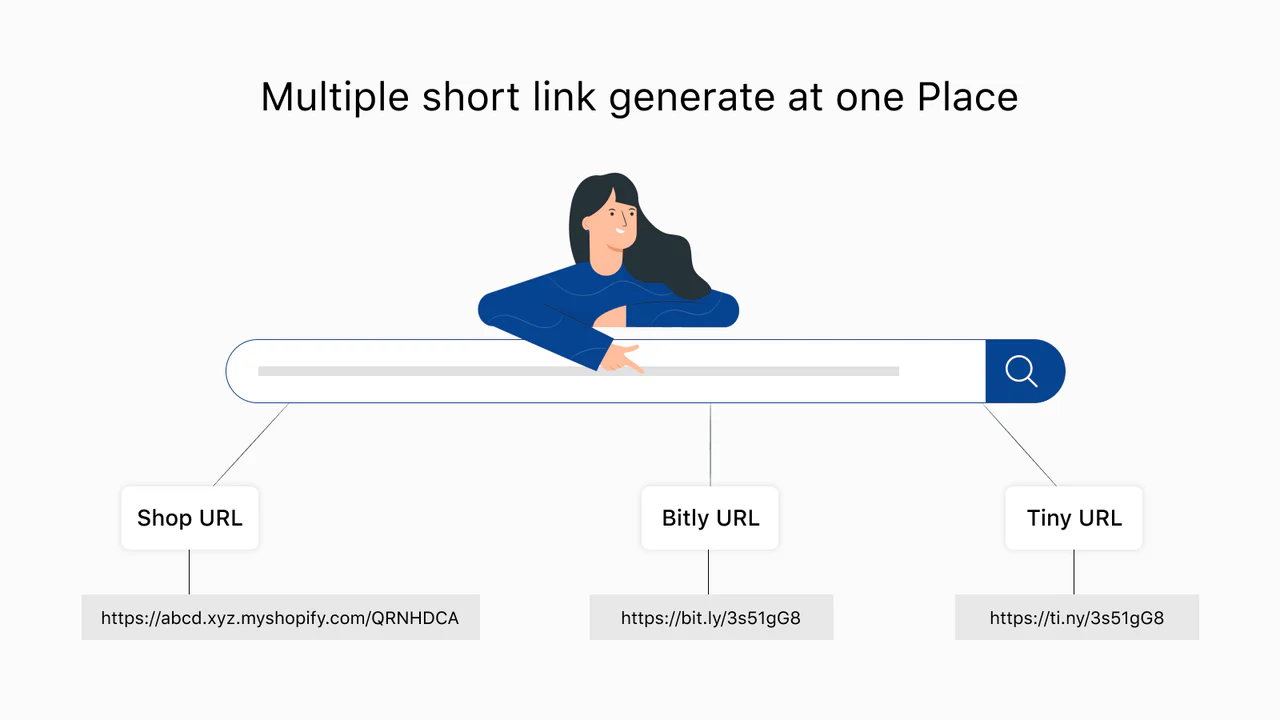 Multiple short link generate at one Place
Shop URL
Bitly URL
Tiny URL
https://abcd.xyz.myshopify.com/QRNHDCA
https://bit.ly/3s51gG8
https://ti.ny/3s51gG8